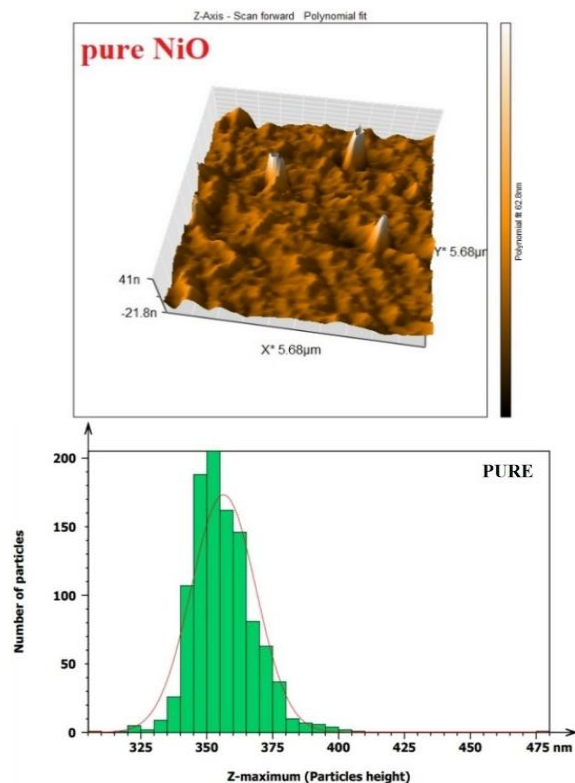 Z-Axis - Scan forward   Polynomial fit
pure NiO
Polynomial fit 62.8nm
Y* 5.68µm
41n
-21.8n
X* 5.68µm
PURE
200
150
100
50
0
Number of particles
325 350 375 400 425 450 475 nm
Z-maximum (Particles height)